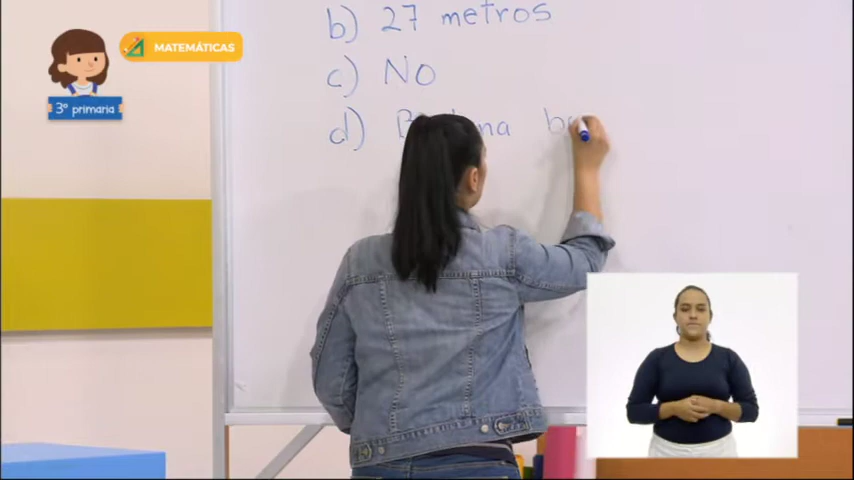 MATEMÁTICAS
3° primaria
b) 27 metros
c) No
d)